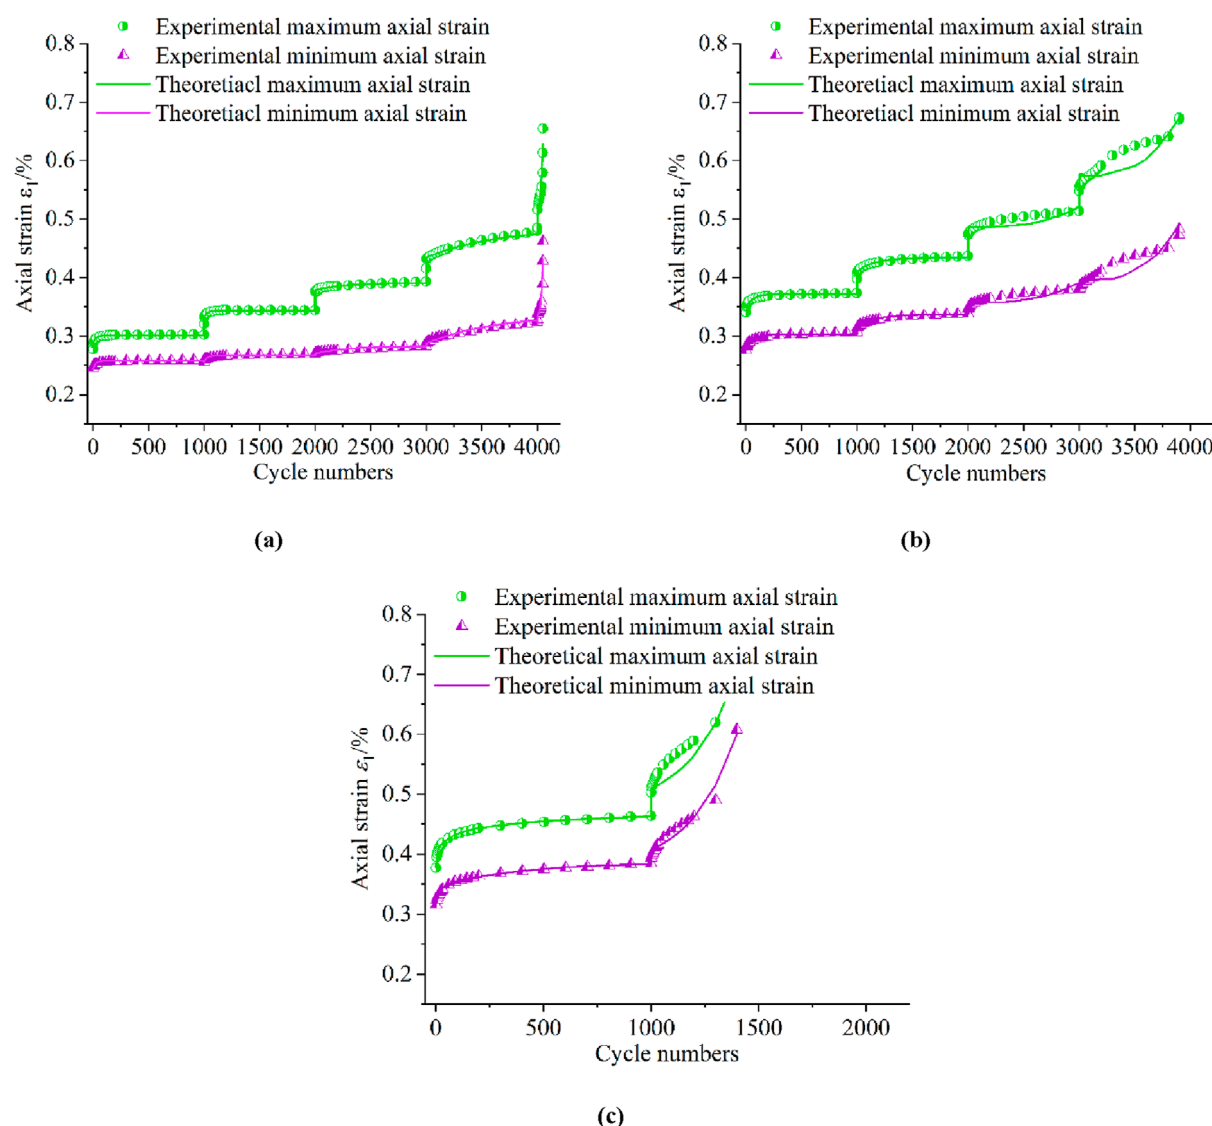 Experimental maximum axial strain
Experimental minimum axial strain
Theoretiacl maximum axial strain
Theoretiacl minimum axial strain
0.8
0.7
0.6
0.5
0.4
0.3
0.2
Axial strain ε1/%
0 500 1000 1500 2000 2500 3000 3500 4000
Cycle numbers
(a)
Experimental maximum axial strain
Experimental minimum axial strain
Theoretiacl maximum axial strain
Theoretiacl minimum axial strain
0.8
0.7
0.6
0.5
0.4
0.3
0.2
Axial strain ε1/%
0 500 1000 1500 2000 2500 3000 3500 4000
Cycle numbers
(b)
Experimental maximum axial strain
Experimental minimum axial strain
Theoretical maximum axial strain
Theoretical minimum axial strain
0.8
0.7
0.6
0.5
0.4
0.3
0.2
Axial strain ε1/%
0 500 1000 1500 2000
Cycle numbers
(c)